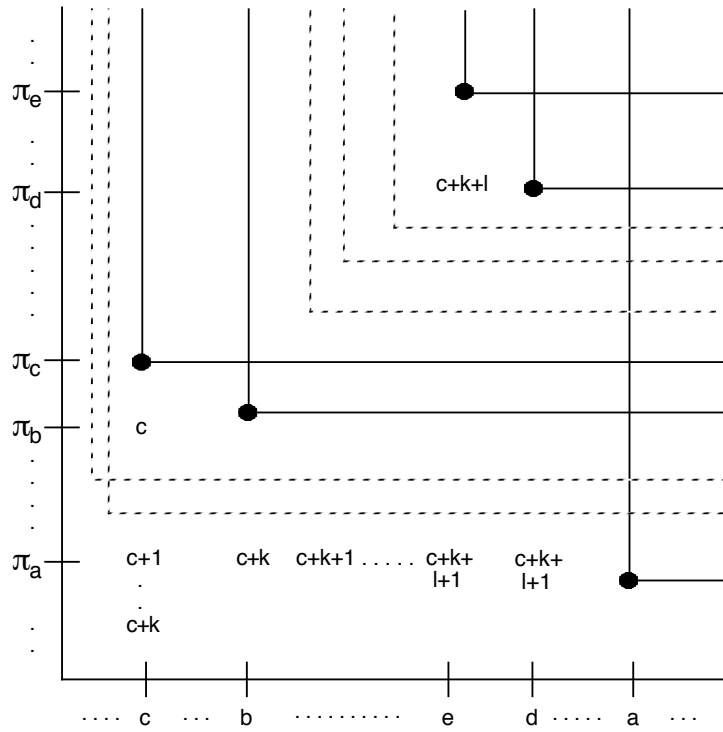 π_e
c+k+l
π_d
π_c
c
π_b
π_a c+1 c+k c+k+1 ..... c+k+ c+k+
l+1 l+1
c+k
.... c ... b .......... e d ..... a ...